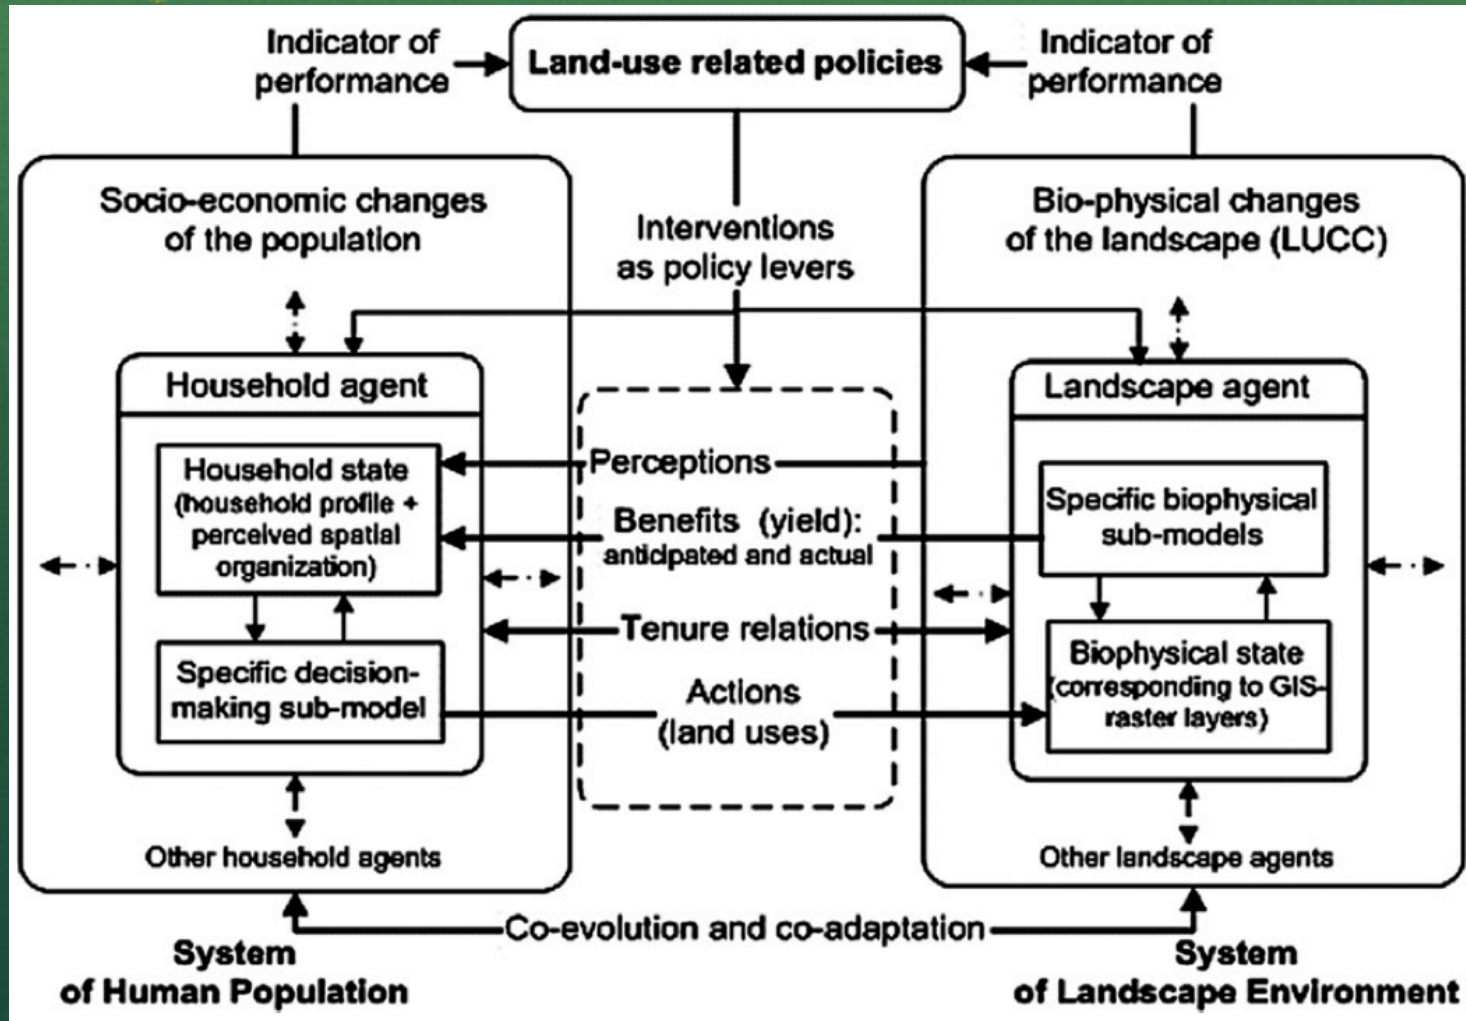 Indicator of
performance
Land-use related policies
Indicator of
performance
Socio-economic changes
of the population
Interventions
as policy levers
Bio-physical changes
of the landscape (LUCC)
Household agent
Household state
(household profile +
perceived spatial
organization)
Specific decision-
making sub-model
Other household agents
Perceptions
Benefits (yield):
anticipated and actual
Tenure relations
Actions
(land uses)
Landscape agent
Specific biophysical
sub-models
Biophysical state
(corresponding to GIS-
raster layers)
Other landscape agents
Co-evolution and co-adaptation
System
of Human Population
System
of Landscape Environment